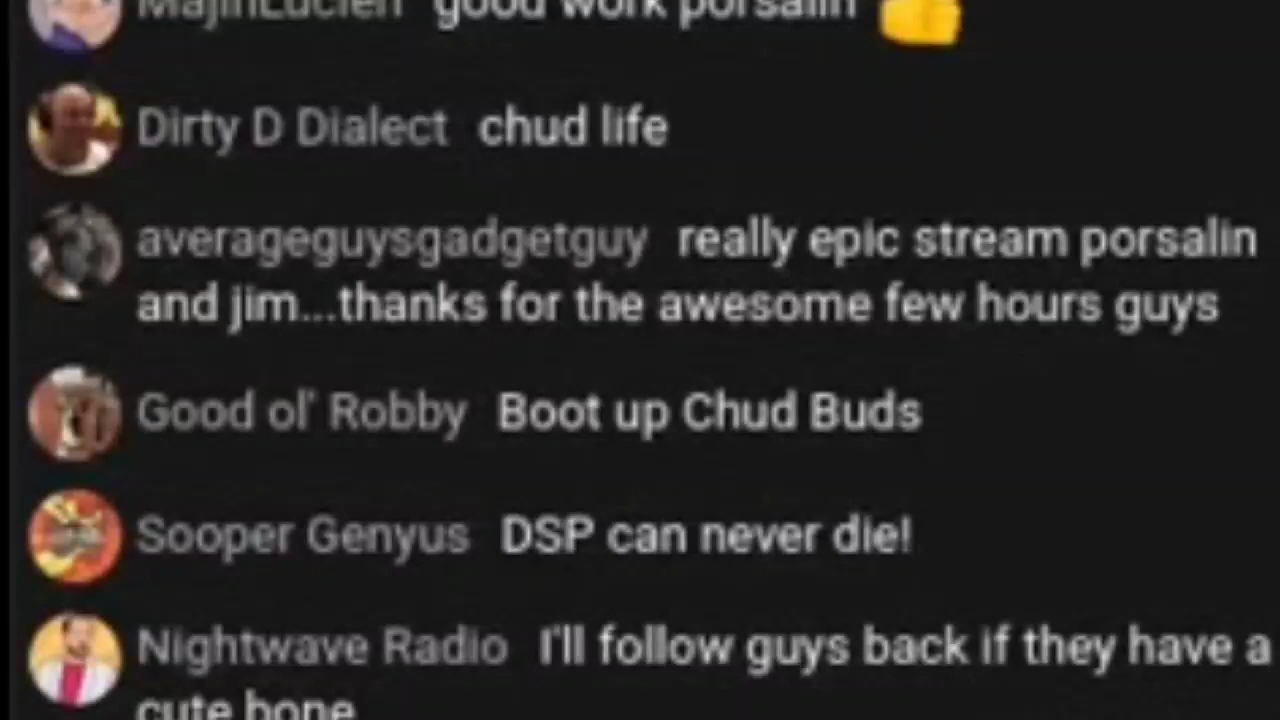 MajinLucien good work porsalin
Dirty D Dialect chud life
averageguysgadgetguy really epic stream porsalin
and jim...thanks for the awesome few hours guys
Good ol' Robby Boot up Chud Buds
Sooper Genyus DSP can never die!
Nightwave Radio I'll follow guys back if they have a
cute bone